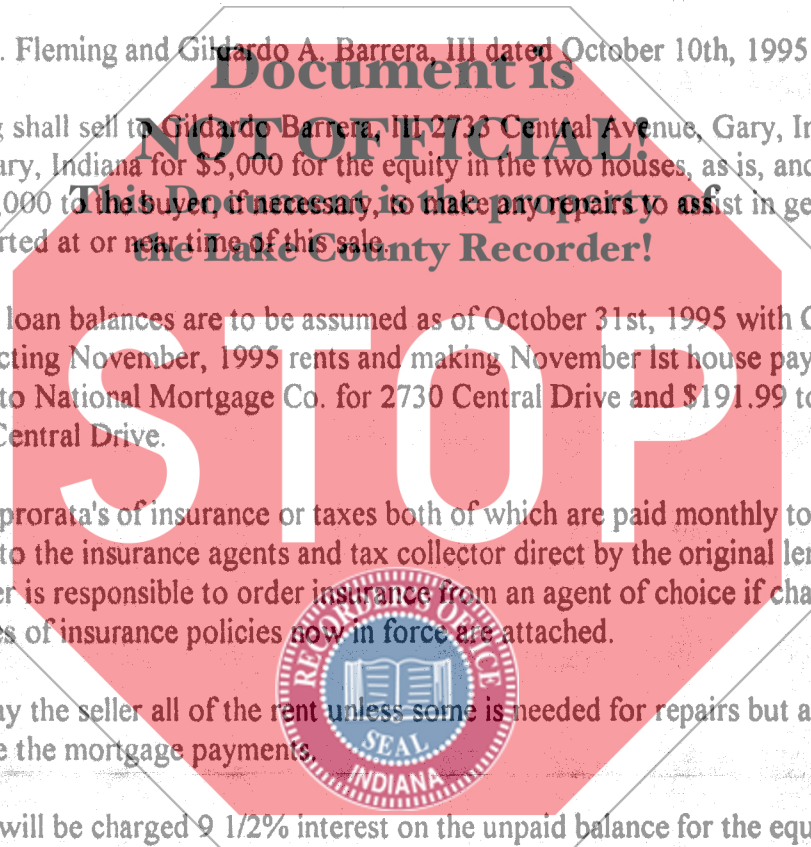 . Fleming and Gildardo A. Barrera, III dated October 10th, 1995
Document is
g shall sell to Gildardo Barrera, III 2733 Central Avenue, Gary, In
NOT OFFICIAL!
ary, Indiana for $5,000 for the equity in the two houses, as is, and
,000 to the buyer, if necessary, to make any repairs to assist in ge
This Document is the property of
rted at or near time of this sale.
the Lake County Recorder!
loan balances are to be assumed as of October 31st, 1995 with G
cting November, 1995 rents and making November 1st house pay
to National Mortgage Co. for 2730 Central Drive and $191.99 to
Central Drive.
STOP
prorata's of insurance or taxes both of which are paid monthly to
to the insurance agents and tax collector direct by the original len
er is responsible to order insurance from an agent of choice if cha
s of insurance policies now in force are attached.
ay the seller all of the rent unless some is needed for repairs but a
e the mortgage payments.
RECORDER'S OFFICE
SEAL
INDIANA
will be charged 9 1/2% interest on the unpaid balance for the equ